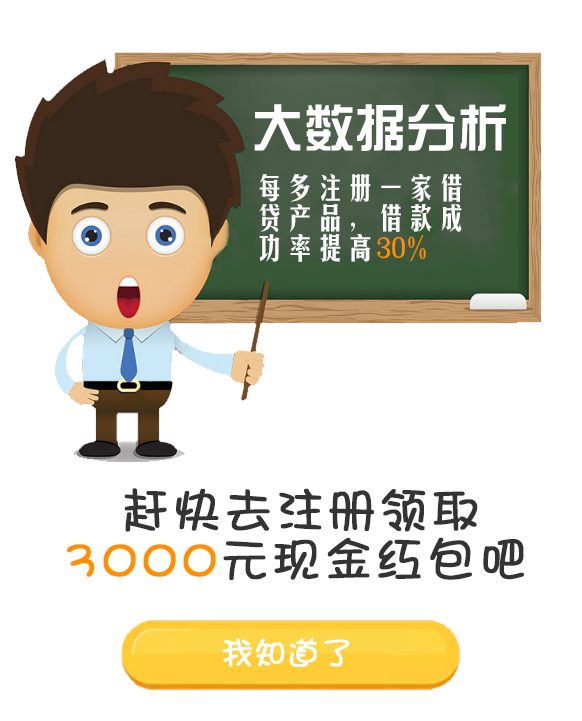 大数据分析
每多注册一家借
贷产品，借款成
功率提高30%
赶快去注册领取
3000元现金红包吧
我知道了